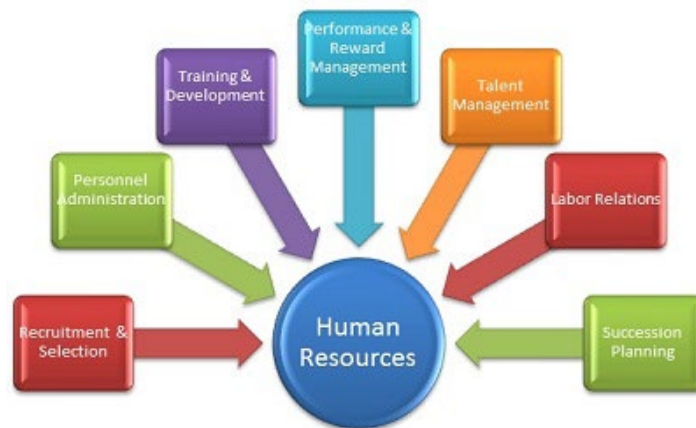 Performance &
Reward
Management
Training &
Development
Talent
Management
Personnel
Administration
Labor Relations
Recruitment &
Selection
Human
Resources
Succession
Planning